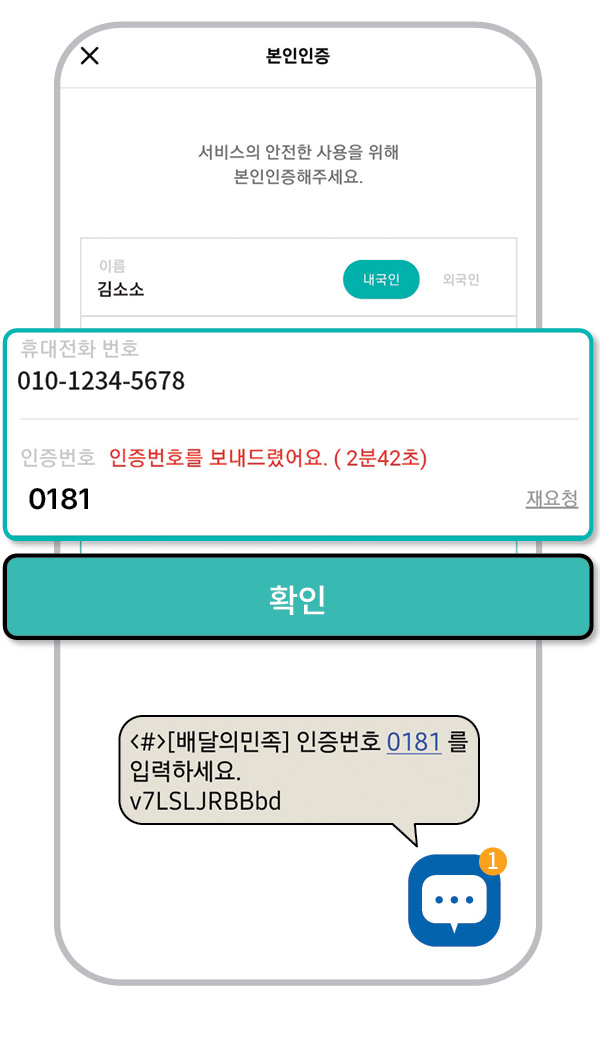 본인인증
서비스의 안전한 사용을 위해
본인인증해주세요.
이름
김소소
내국인
외국인
휴대전화 번호
010-1234-5678
인증번호 인증번호를 보내드렸어요. ( 2분42초)
0181
재요청
확인
<#>[배달의민족] 인증번호 0181 를
입력하세요.
v7LSLJRBBbd
1